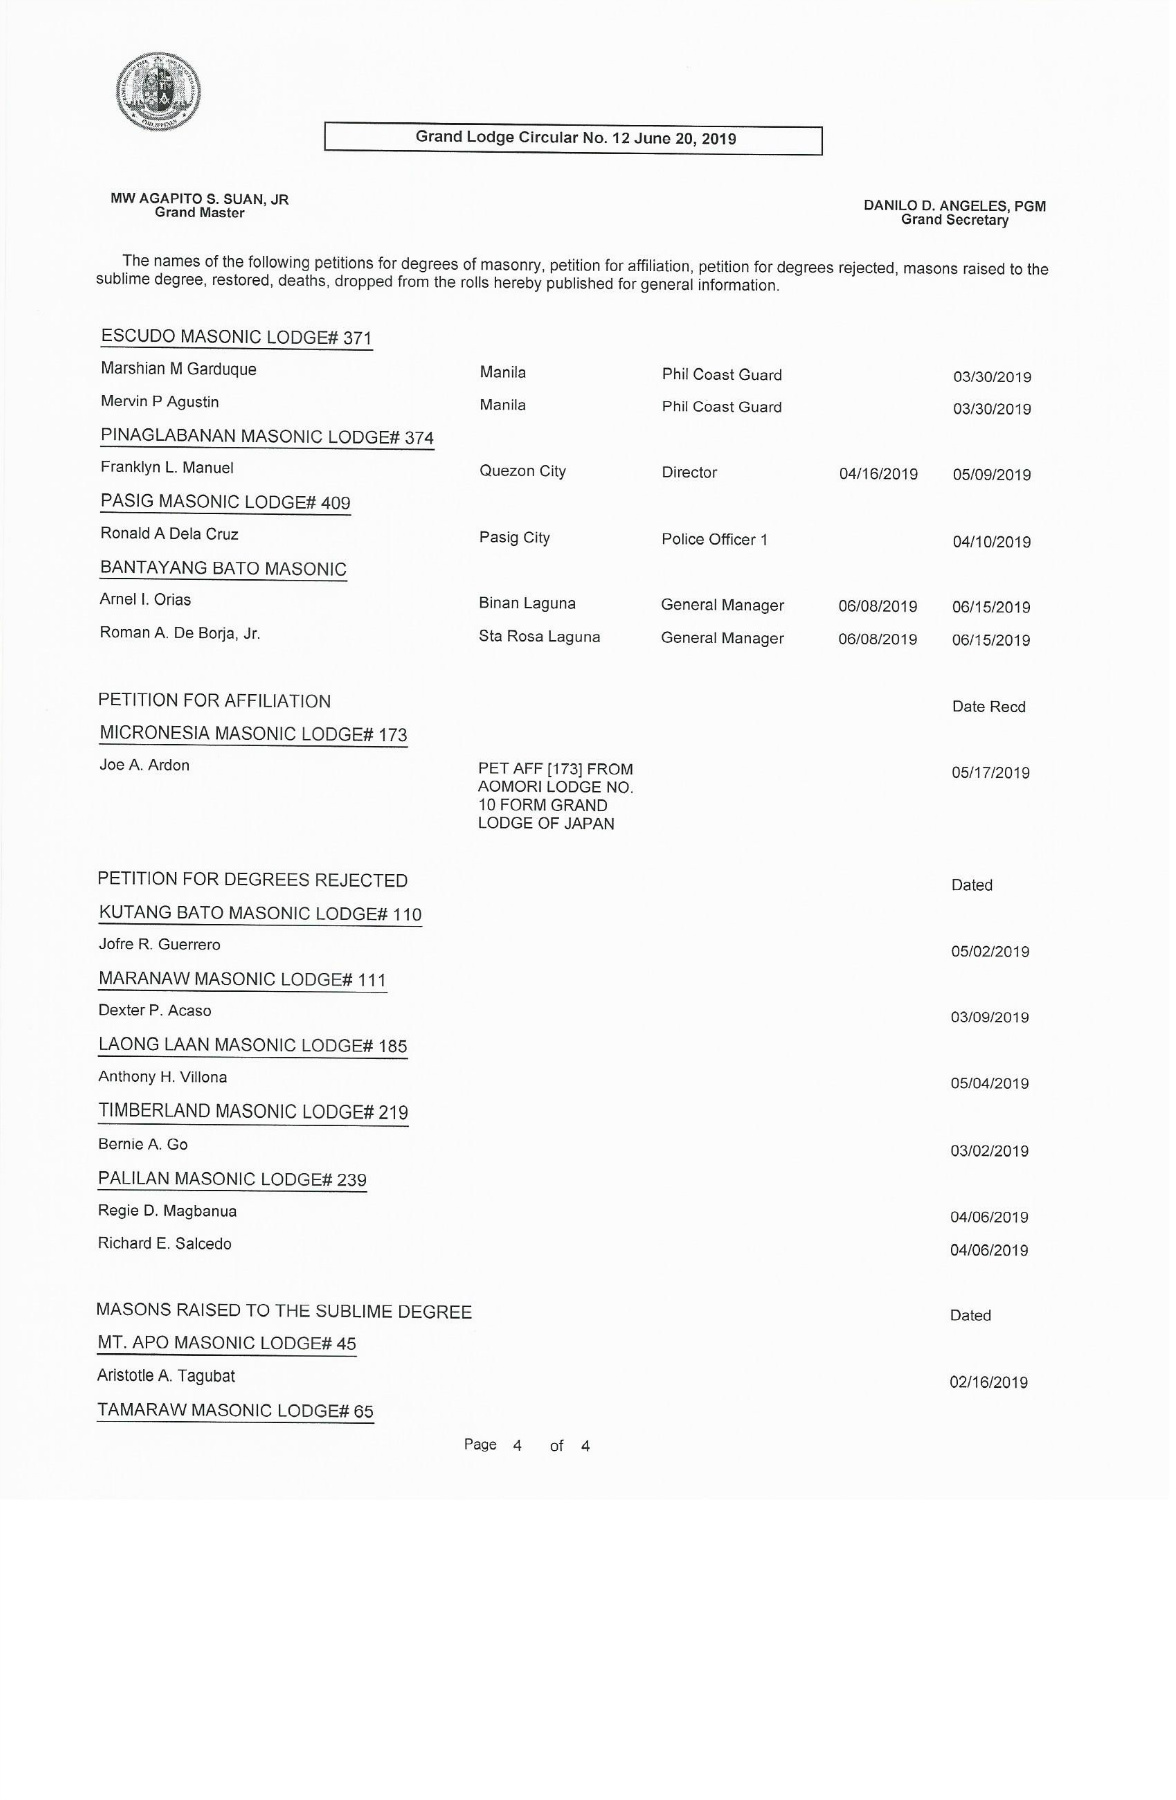 PHILIPPINES
Grand Lodge Circular No. 12 June 20, 2019
MW AGAPITO S. SUAN, JR
Grand Master
DANILO D. ANGELES, PGM
Grand Secretary
The names of the following petitions for degrees of masonry, petition for affiliation, petition for degrees rejected, masons raised to the
sublime degree, restored, deaths, dropped from the rolls hereby published for general information.
ESCUDO MASONIC LODGE# 371
Marshian M Garduque Manila Phil Coast Guard 03/30/2019
Mervin P Agustin Manila Phil Coast Guard 03/30/2019
PINAGLABANAN MASONIC LODGE# 374
Franklyn L. Manuel Quezon City Director 04/16/2019 05/09/2019
PASIG MASONIC LODGE# 409
Ronald A Dela Cruz Pasig City Police Officer 1 04/10/2019
BANTAYANG BATO MASONIC
Arnel I. Orias Binan Laguna General Manager 06/08/2019 06/15/2019
Roman A. De Borja, Jr. Sta Rosa Laguna General Manager 06/08/2019 06/15/2019
PETITION FOR AFFILIATION Date Recd
MICRONESIA MASONIC LODGE# 173
Joe A. Ardon PET AFF [173] FROM 05/17/2019
AOMORI LODGE NO.
10 FORM GRAND
LODGE OF JAPAN
PETITION FOR DEGREES REJECTED Dated
KUTANG BATO MASONIC LODGE# 110
Jofre R. Guerrero 05/02/2019
MARANAW MASONIC LODGE# 111
Dexter P. Acaso 03/09/2019
LAONG LAAN MASONIC LODGE# 185
Anthony H. Villona 05/04/2019
TIMBERLAND MASONIC LODGE# 219
Bernie A. Go 03/02/2019
PALILAN MASONIC LODGE# 239
Regie D. Magbanua 04/06/2019
Richard E. Salcedo 04/06/2019
MASONS RAISED TO THE SUBLIME DEGREE Dated
MT. APO MASONIC LODGE# 45
Aristotle A. Tagubat 02/16/2019
TAMARAW MASONIC LODGE# 65
Page 4 of 4